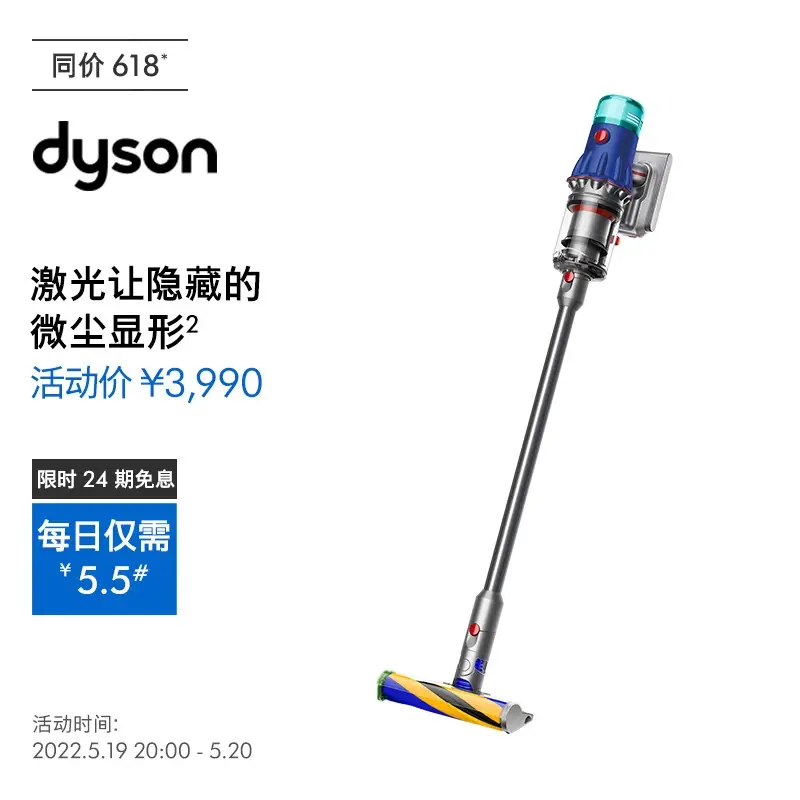 同价 618*
dyson
激光让隐藏的
微尘显形²
活动价 ¥3,990
限时 24 期免息
每日仅需
¥5.5#
活动时间:
2022.5.19 20:00 - 5.20